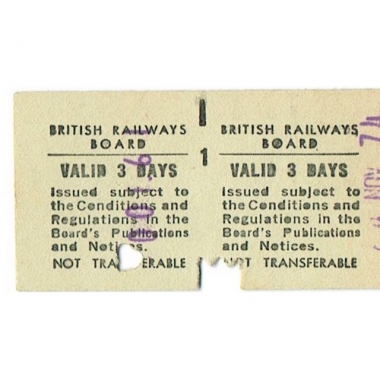 BRITISH RAILWAYS
BOARD
VALID 3 DAYS
Issued subject to
the Conditions and
Regulations in the
Board's Publications
and Notices.
NOT TRANSFERABLE
1
BRITISH RAILWAYS
BOARD
VALID 3 DAYS
Issued subject to
the Conditions and
Regulations in the
Board's Publications
and Notices.
NOT TRANSFERABLE
NOV 74